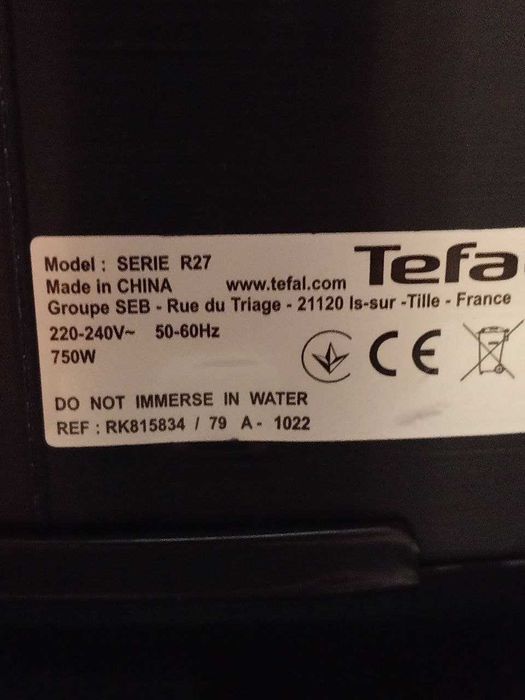 Model : SERIE R27
Tefa
Made in CHINA www.tefal.com
Groupe SEB - Rue du Triage - 21120 Is-sur -Tille - France
220-240V~ 50-60Hz
750W
CE
DO NOT IMMERSE IN WATER
REF : RK815834 / 79 A - 1022